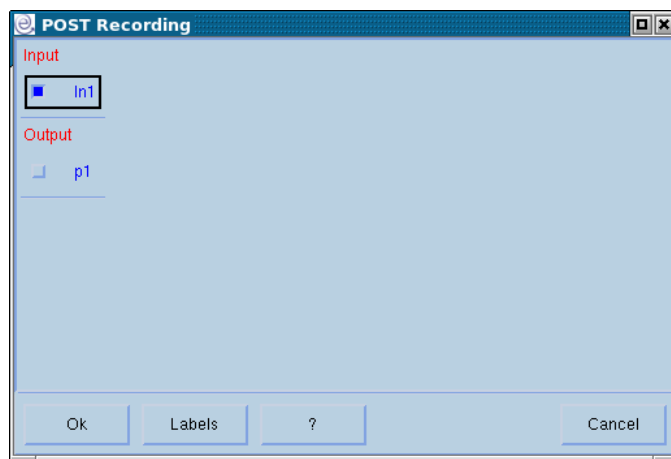 POST Recording
Input
In1
Output
p1
Ok Labels ? Cancel